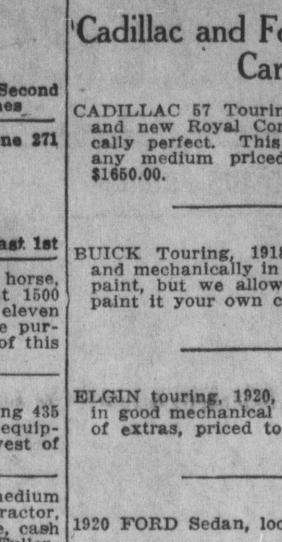 Second
ne 271
ast 1st
horse,
t 1500
eleven
e pur-
of this
ng 435
equip-
vest of
medium
ractor,
e, cash
Cadillac and Fo
Car
CADILLAC 57 Tourin
and new Royal Cor
cally perfect. This
any medium priced
$1650.00.
BUICK Touring, 1918
and mechanically in
paint, but we allow
paint it your own c
ELGIN touring, 1920,
in good mechanical
of extras, priced to
1920 FORD Sedan, loo